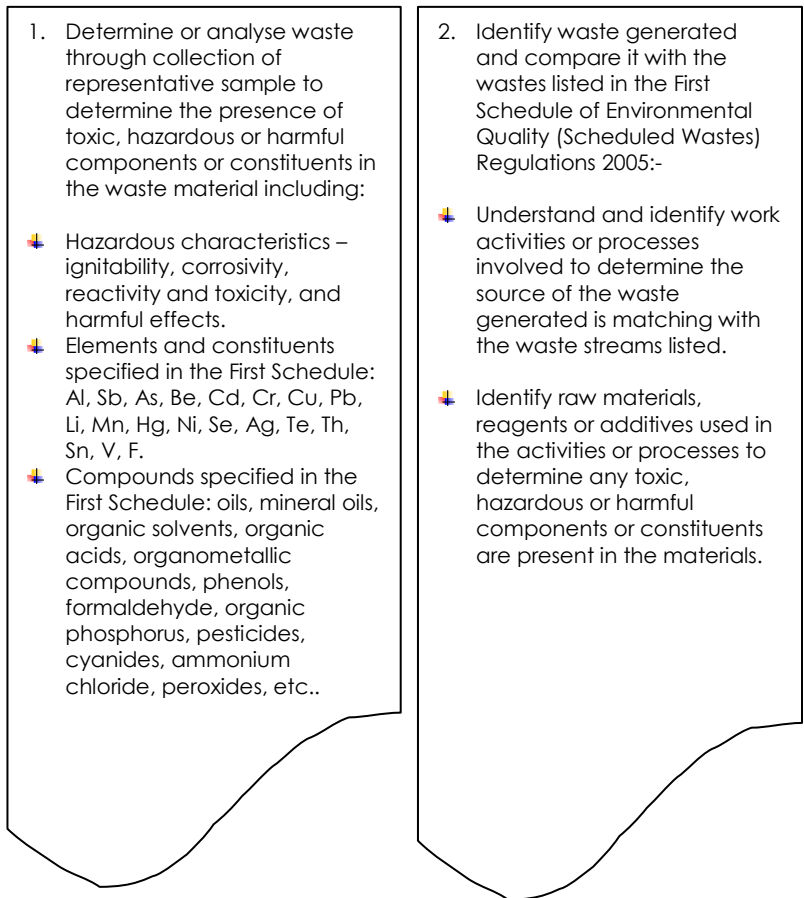 1. Determine or analyse waste
through collection of
representative sample to
determine the presence of
toxic, hazardous or harmful
components or constituents in
the waste material including:
Hazardous characteristics –
ignitability, corrosivity,
reactivity and toxicity, and
harmful effects.
Elements and constituents
specified in the First Schedule:
Al, Sb, As, Be, Cd, Cr, Cu, Pb,
Li, Mn, Hg, Ni, Se, Ag, Te, Th,
Sn, V, F.
Compounds specified in the
First Schedule: oils, mineral oils,
organic solvents, organic
acids, organometallic
compounds, phenols,
formaldehyde, organic
phosphorus, pesticides,
cyanides, ammonium
chloride, peroxides, etc..
2. Identify waste generated
and compare it with the
wastes listed in the First
Schedule of Environmental
Quality (Scheduled Wastes)
Regulations 2005:-
Understand and identify work
activities or processes
involved to determine the
source of the waste
generated is matching with
the waste streams listed.
Identify raw materials,
reagents or additives used in
the activities or processes to
determine any toxic,
hazardous or harmful
components or constituents
are present in the materials.